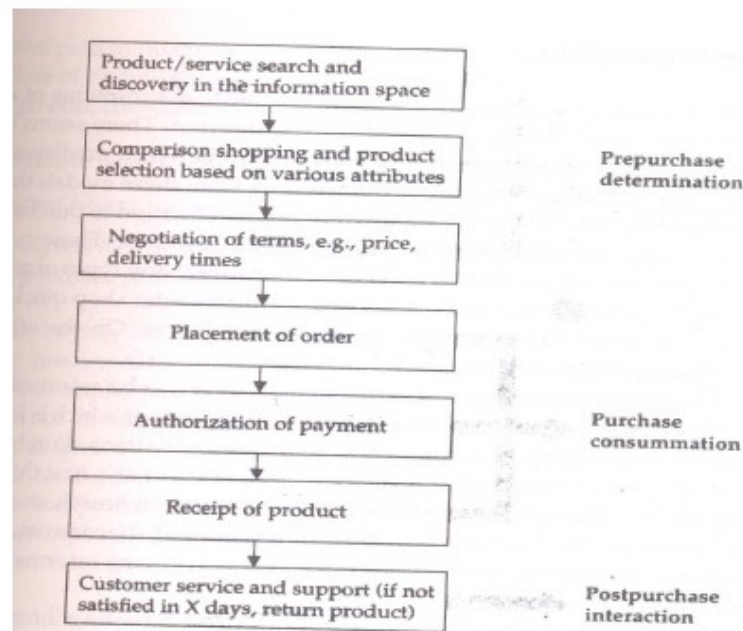 Product/service search and
discovery in the information space
Comparison shopping and product
selection based on various attributes
Prepurchase
determination
Negotiation of terms, e.g., price,
delivery times
Placement of order
Authorization of payment
Purchase
consummation
Receipt of product
Customer service and support (if not
satisfied in X days, return product)
Postpurchase
interaction